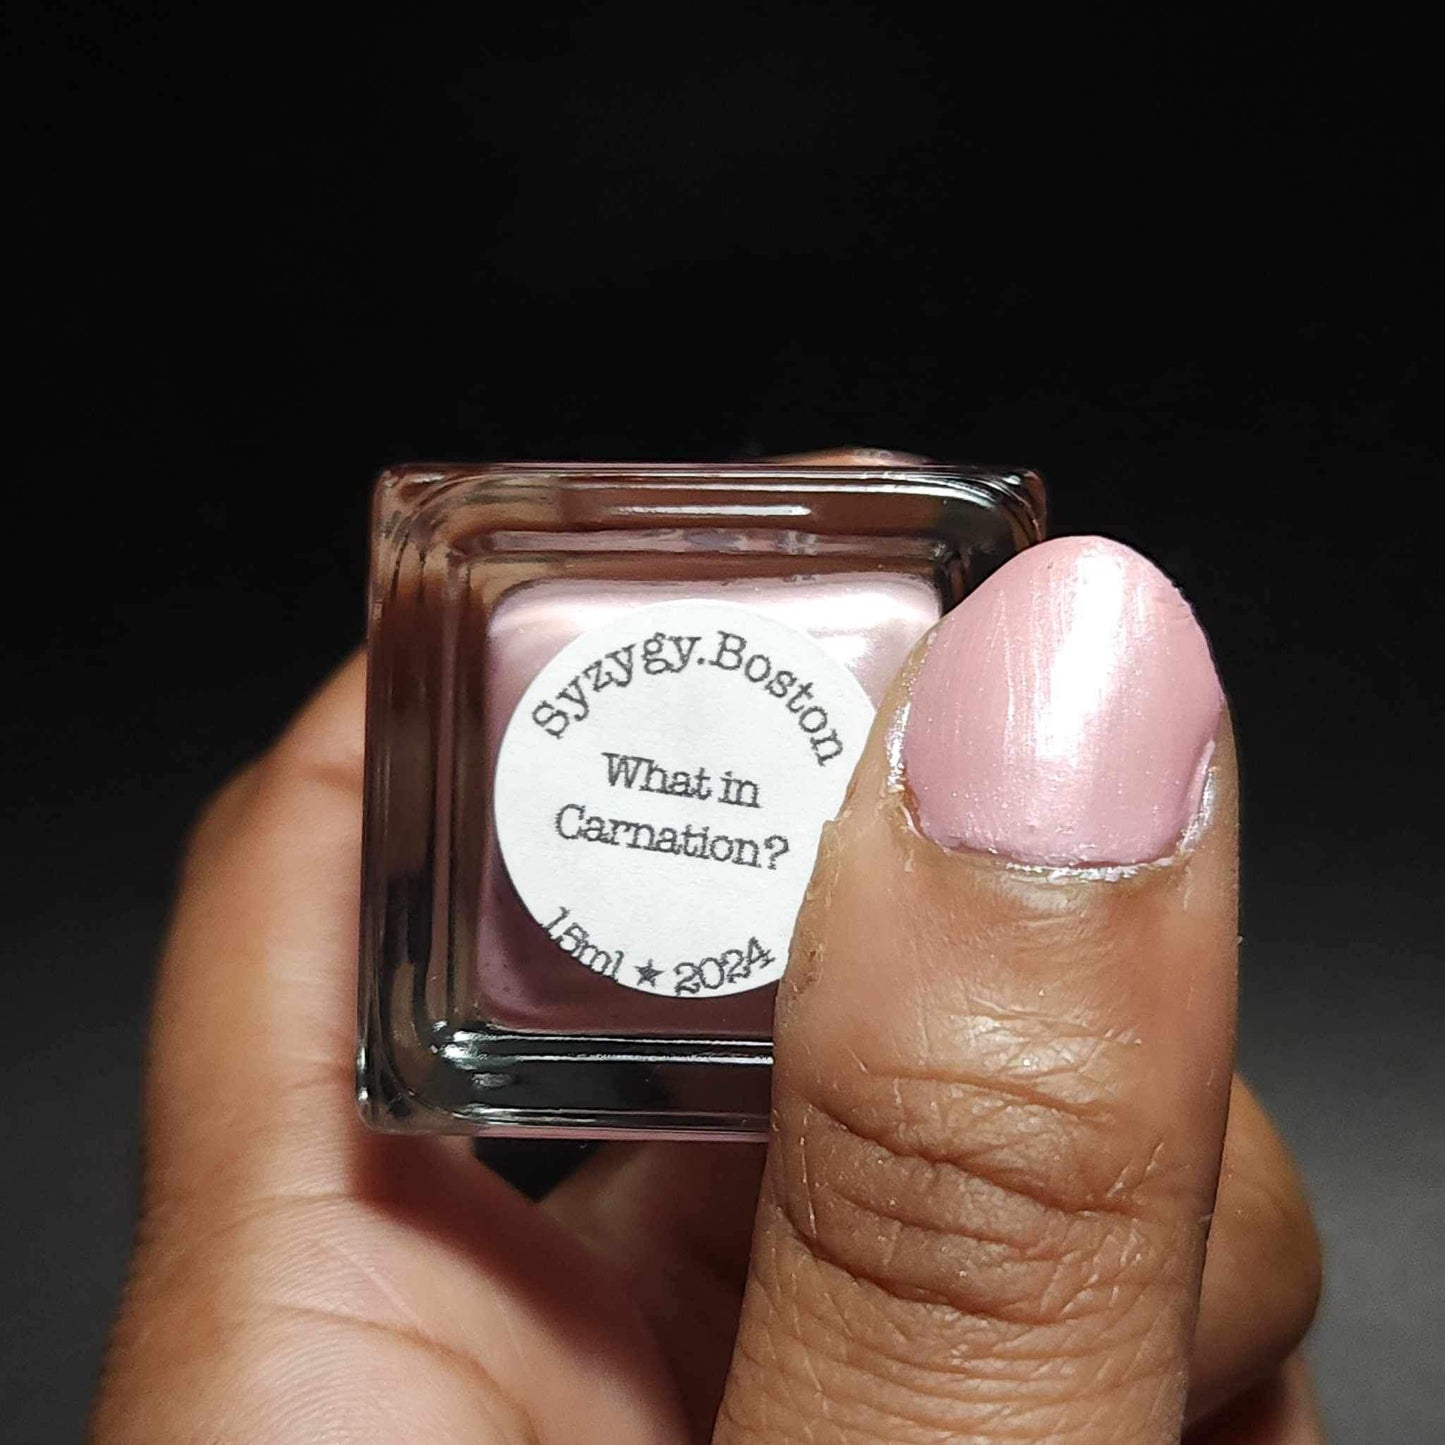 Syzygy.Boston
What in
Carnation?
15ml ★ 2024